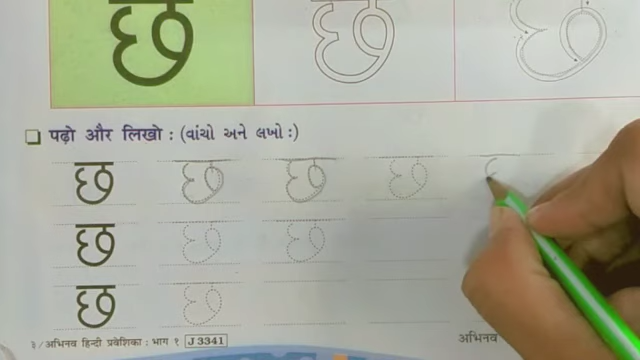 छ छ छ
पढ़ो और लिखो : (વાંચો અને લખો :)
छ छ छ छ
छ छ छ
छ छ
३/अभिनव हिन्दी प्रवेशिका : भाग १ J 3341 अभिनव